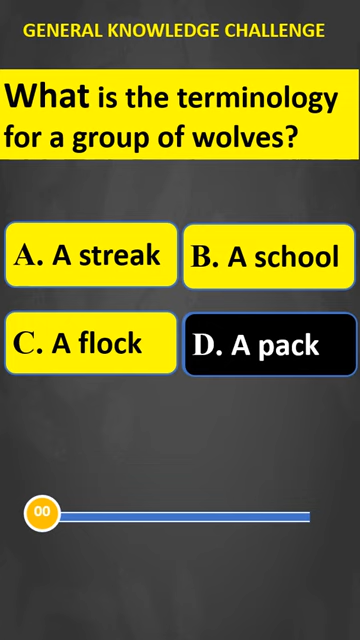 GENERAL KNOWLEDGE CHALLENGE
What is the terminology
for a group of wolves?
A. A streak
B. A school
C. A flock
D. A pack
00